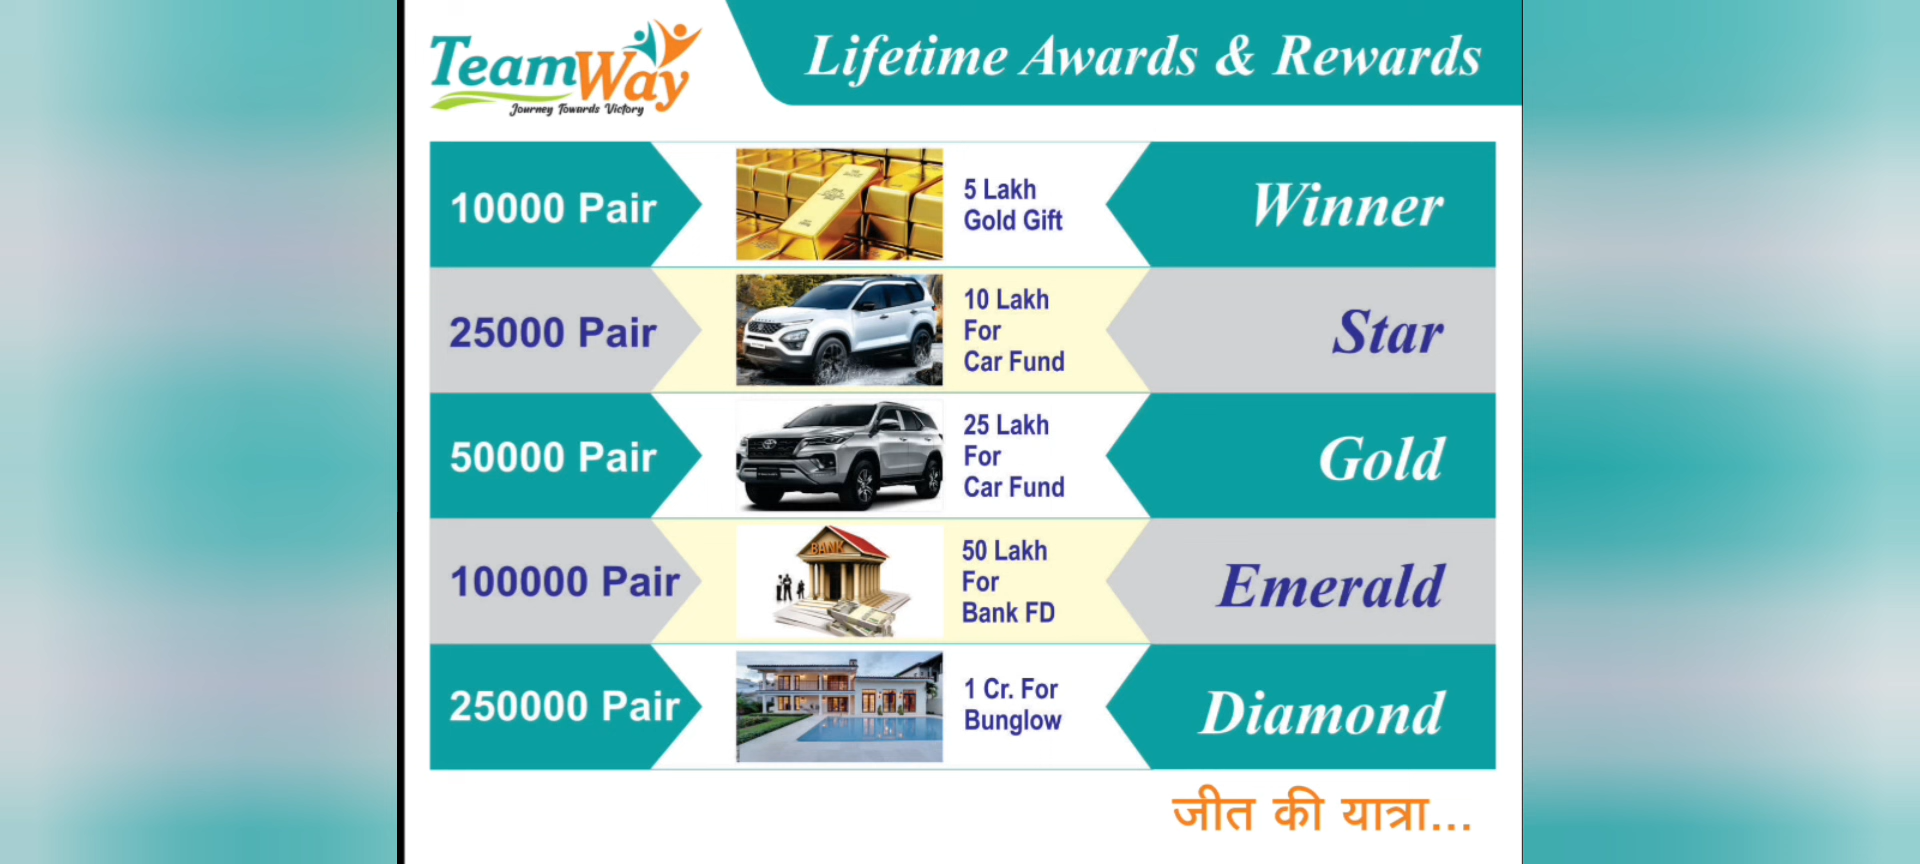 TeamWay
Journey Towards Victory
Lifetime Awards & Rewards
10000 Pair
5 Lakh
Gold Gift
Winner
25000 Pair
10 Lakh
For
Car Fund
Star
50000 Pair
25 Lakh
For
Car Fund
Gold
100000 Pair
BANK
50 Lakh
For
Bank FD
Emerald
250000 Pair
1 Cr. For
Bunglow
Diamond
जीत की यात्रा...